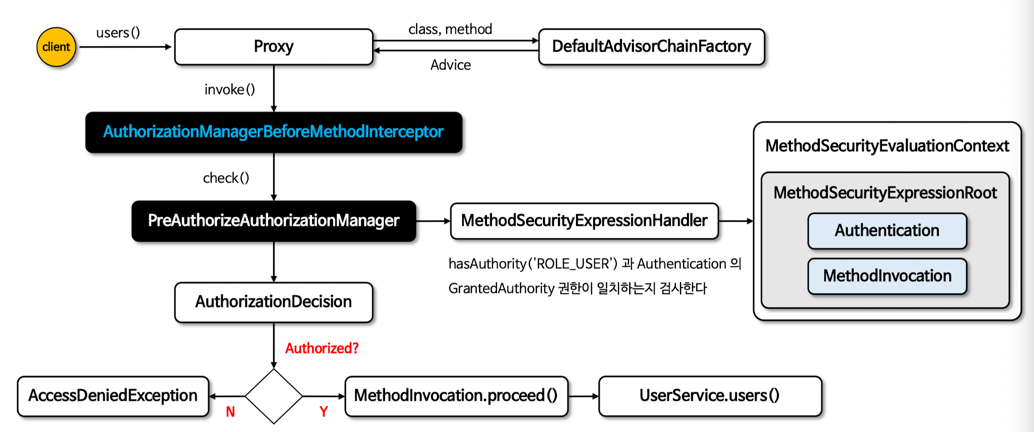 client
users()
Proxy
class, method
Advice
DefaultAdvisorChainFactory
invoke()
AuthorizationManagerBeforeMethodInterceptor
check()
PreAuthorizeAuthorizationManager
MethodSecurityExpressionHandler
hasAuthority('ROLE_USER') 과 Authentication 의
GrantedAuthority 권한이 일치하는지 검사한다
MethodSecurityEvaluationContext
MethodSecurityExpressionRoot
Authentication
MethodInvocation
AuthorizationDecision
Authorized?
AccessDeniedException
N
Y
MethodInvocation.proceed()
UserService.users()